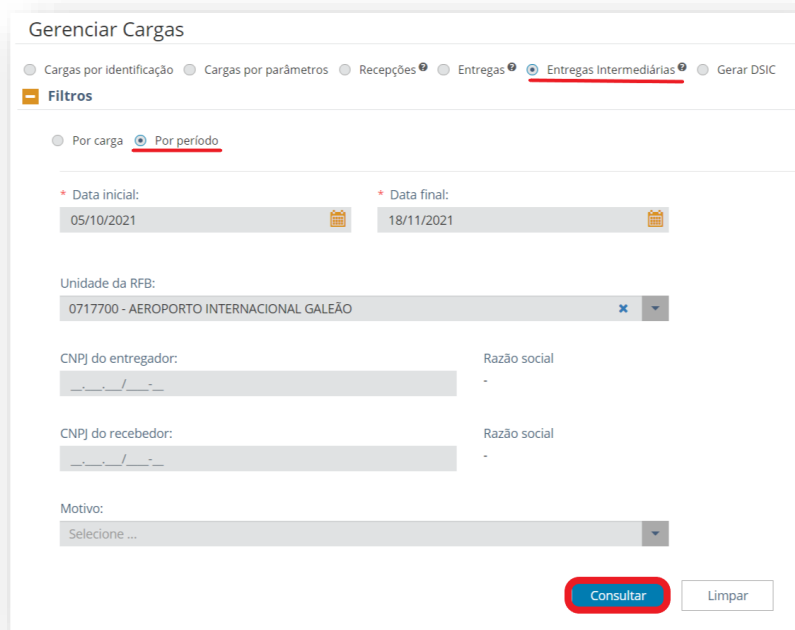 Gerenciar Cargas
Cargas por identificação Cargas por parâmetros Recepções Entregas Entregas Intermediárias Gerar DSIC
Filtros
Por carga Por período
* Data inicial: * Data final:
05/10/2021 18/11/2021
Unidade da RFB:
0717700 - AEROPORTO INTERNACIONAL GALEÃO
CNPJ do entregador: Razão social
__.___.___/____-__ -
CNPJ do recebedor: Razão social
__.___.___/____-__ -
Motivo:
Selecione ...
Consultar Limpar